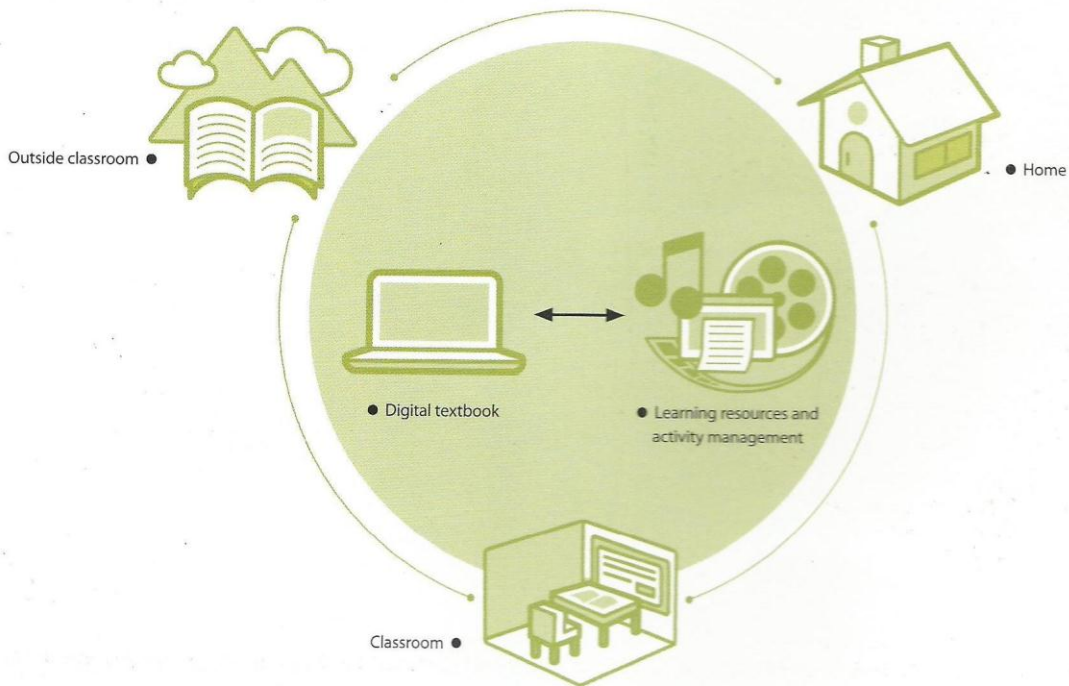 Outside classroom
Home
Digital textbook
Learning resources and
activity management
Classroom